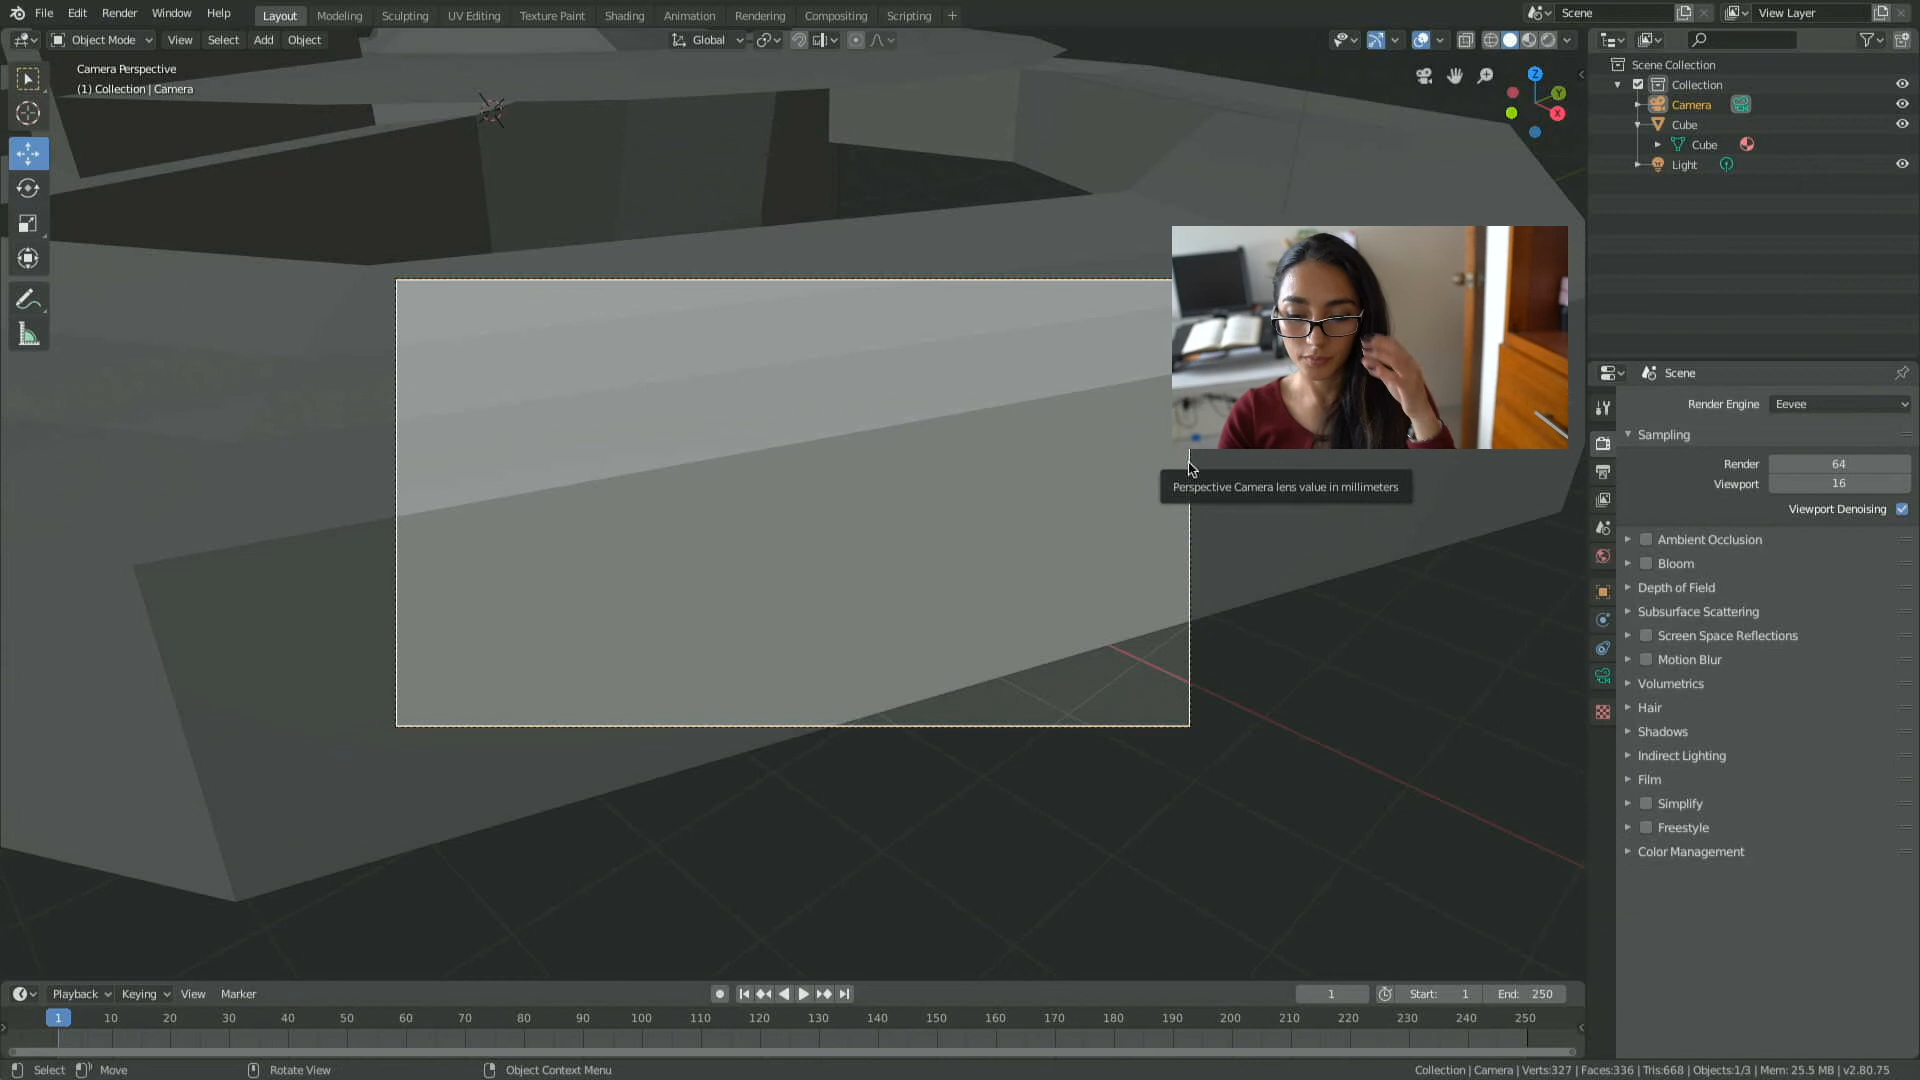 File Edit Render Window Help Layout Modeling Sculpting UV Editing Texture Paint Shading Animation Rendering Compositing Scripting + Scene View Layer
Object Mode View Select Add Object Global
Camera Perspective
(1) Collection | Camera
Z
Y
X
Scene Collection
Collection
Camera
Cube
Cube
Light
Perspective Camera lens value in millimeters
Scene
Render Engine Eevee
Sampling
Render 64
Viewport 16
Viewport Denoising
Ambient Occlusion
Bloom
Depth of Field
Subsurface Scattering
Screen Space Reflections
Motion Blur
Volumetrics
Hair
Shadows
Indirect Lighting
Film
Simplify
Freestyle
Color Management
Playback Keying View Marker 1 Start: 1 End: 250
1 10 20 30 40 50 60 70 80 90 100 110 120 130 140 150 160 170 180 190 200 210 220 230 240 250
Select Move Rotate View Object Context Menu Collection | Camera | Verts:327 | Faces:336 | Tris:668 | Objects:1/3 | Mem: 25.5 MB | v2.80.75